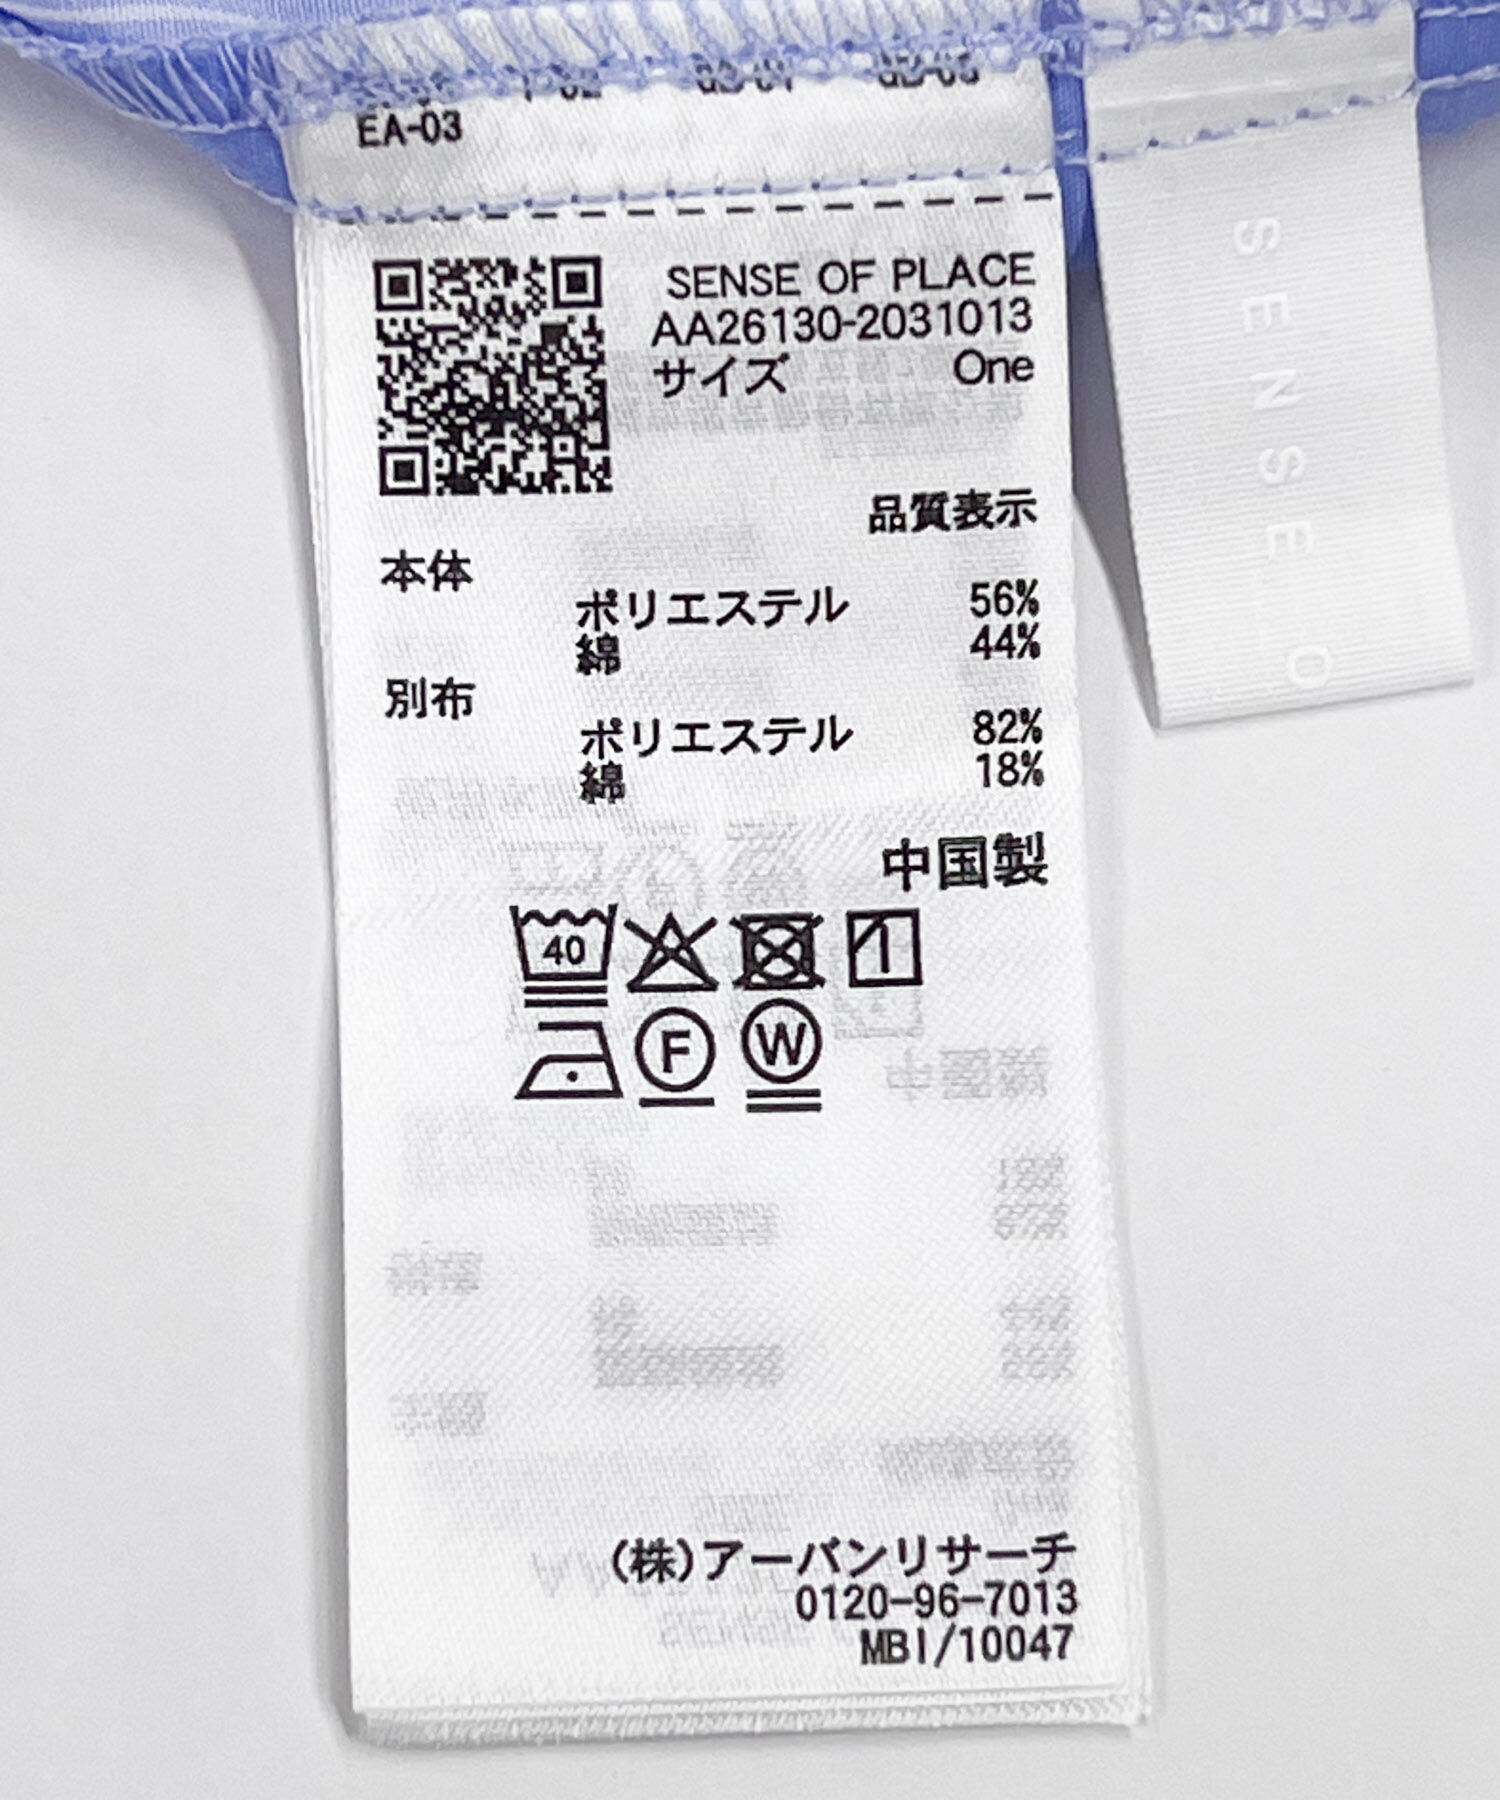 EA-03
SENSE OF PLACE
AA26130-2031013
サイズ One
品質表示
本体
ポリエステル 56%
綿 44%
別布
ポリエステル 82%
綿 18%
中国製
40
F W
(株)アーバンリサーチ
0120-96-7013
MBI/10047
SENSE O